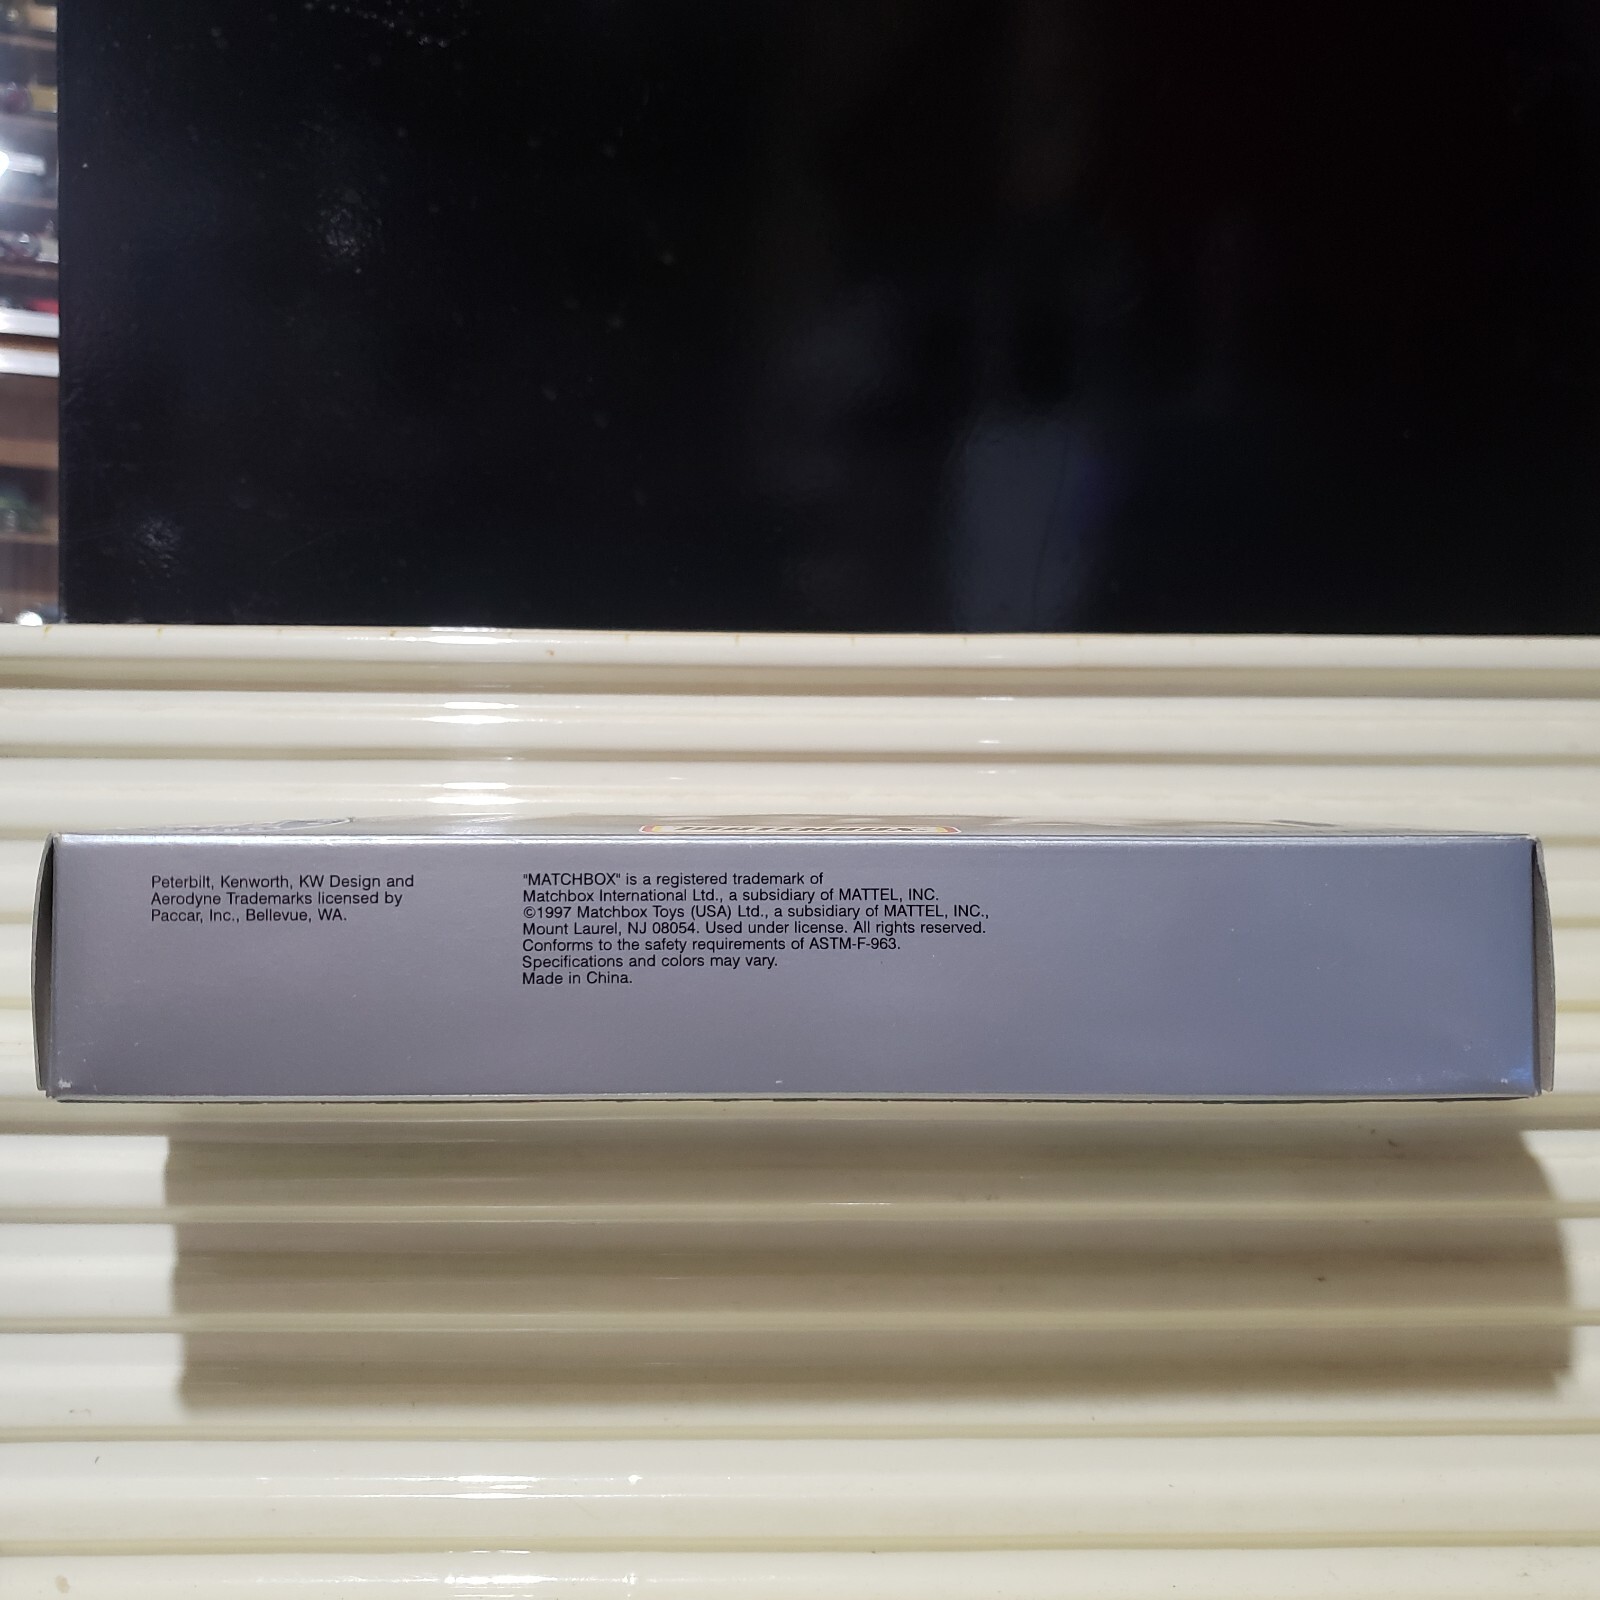 Peterbilt, Kenworth, KW Design and
Aerodyne Trademarks licensed by
Paccar, Inc., Bellevue, WA.
"MATCHBOX" is a registered trademark of
Matchbox International Ltd., a subsidiary of MATTEL, INC.
©1997 Matchbox Toys (USA) Ltd., a subsidiary of MATTEL, INC.,
Mount Laurel, NJ 08054. Used under license. All rights reserved.
Conforms to the safety requirements of ASTM-F-963.
Specifications and colors may vary.
Made in China.